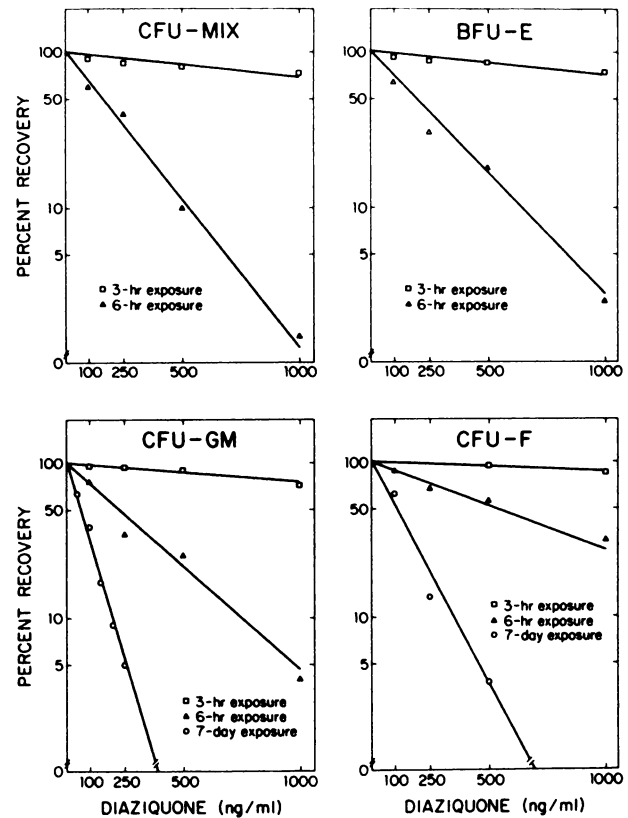 CFU-MIX
PERCENT RECOVERY
100
50
10
5
0
□ 3-hr exposure
▲ 6-hr exposure
100 250 500 1000
BFU-E
100
50
10
5
0
□ 3-hr exposure
▲ 6-hr exposure
100 250 500 1000
CFU-GM
PERCENT RECOVERY
100
50
10
5
0
□ 3-hr exposure
▲ 6-hr exposure
○ 7-day exposure
100 250 500 1000
DIAZIQUONE (ng/ml)
CFU-F
100
50
10
5
0
□ 3-hr exposure
▲ 6-hr exposure
○ 7-day exposure
100 250 500 1000
DIAZIQUONE (ng/ml)